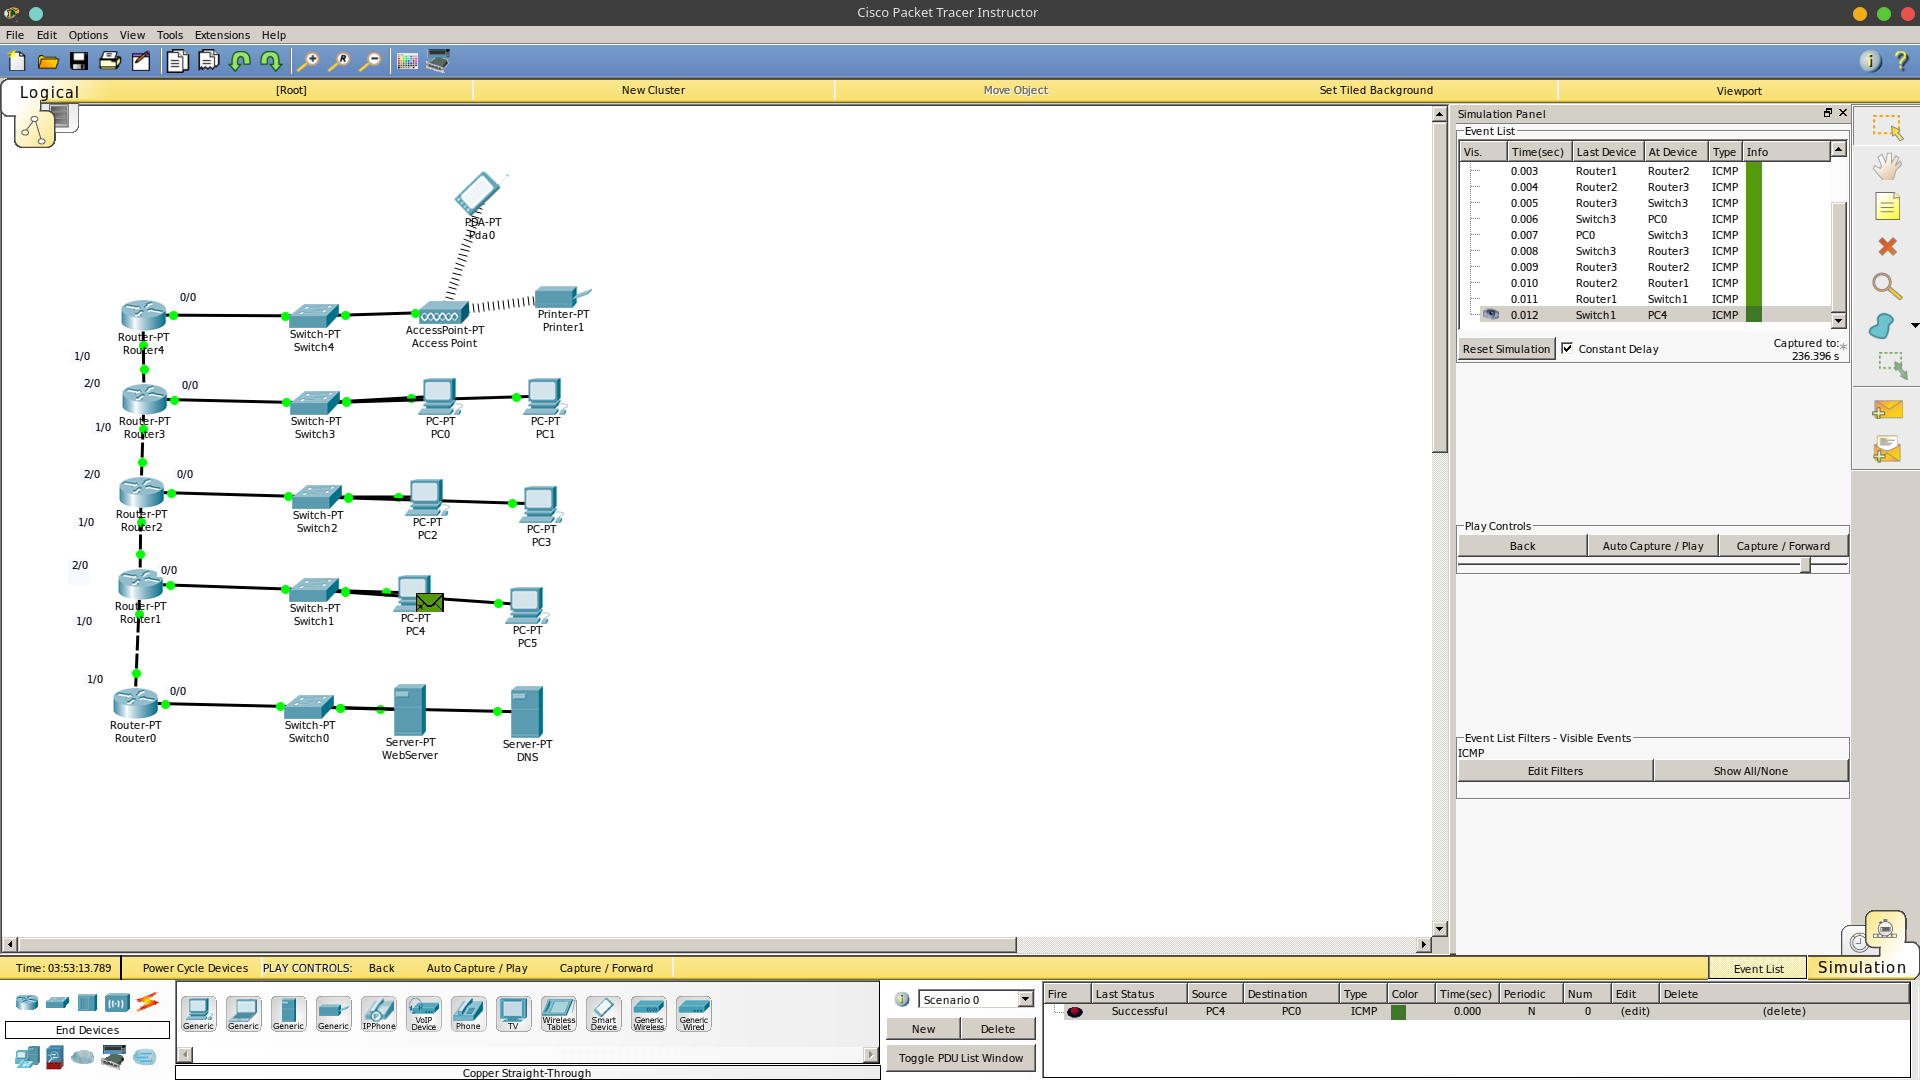 Cisco Packet Tracer Instructor
File Edit Options View Tools Extensions Help
Logical [Root] New Cluster Move Object Set Tiled Background Viewport
PDA-PT
Pda0
0/0
Router-PT
Router4
Switch-PT
Switch4
AccessPoint-PT
Access Point
Printer-PT
Printer1
1/0
2/0
0/0
Router-PT
Router3
Switch-PT
Switch3
PC-PT
PC0
PC-PT
PC1
1/0
2/0
0/0
Router-PT
Router2
Switch-PT
Switch2
PC-PT
PC2
PC-PT
PC3
1/0
2/0
0/0
Router-PT
Router1
Switch-PT
Switch1
PC-PT
PC4
PC-PT
PC5
1/0
1/0
0/0
Router-PT
Router0
Switch-PT
Switch0
Server-PT
WebServer
Server-PT
DNS
Simulation Panel
Event List
Vis. Time(sec) Last Device At Device Type Info
0.003 Router1 Router2 ICMP
0.004 Router2 Router3 ICMP
0.005 Router3 Switch3 ICMP
0.006 Switch3 PC0 ICMP
0.007 PC0 Switch3 ICMP
0.008 Switch3 Router3 ICMP
0.009 Router3 Router2 ICMP
0.010 Router2 Router1 ICMP
0.011 Router1 Switch1 ICMP
0.012 Switch1 PC4 ICMP
Reset Simulation Constant Delay
Captured to:*
236.396 s
Play Controls
Back Auto Capture / Play Capture / Forward
Event List Filters - Visible Events
ICMP
Edit Filters Show All/None
Time: 03:53:13.789 Power Cycle Devices PLAY CONTROLS: Back Auto Capture / Play Capture / Forward Event List Simulation
End Devices
Generic Generic Generic Generic IPPhone VoIP Device Phone TV Wireless Tablet Smart Device Generic Wireless Generic Wired
Copper Straight-Through
Scenario 0
New Delete
Toggle PDU List Window
Fire Last Status Source Destination Type Color Time(sec) Periodic Num Edit Delete
Successful PC4 PC0 ICMP 0.000 N 0 (edit) (delete)